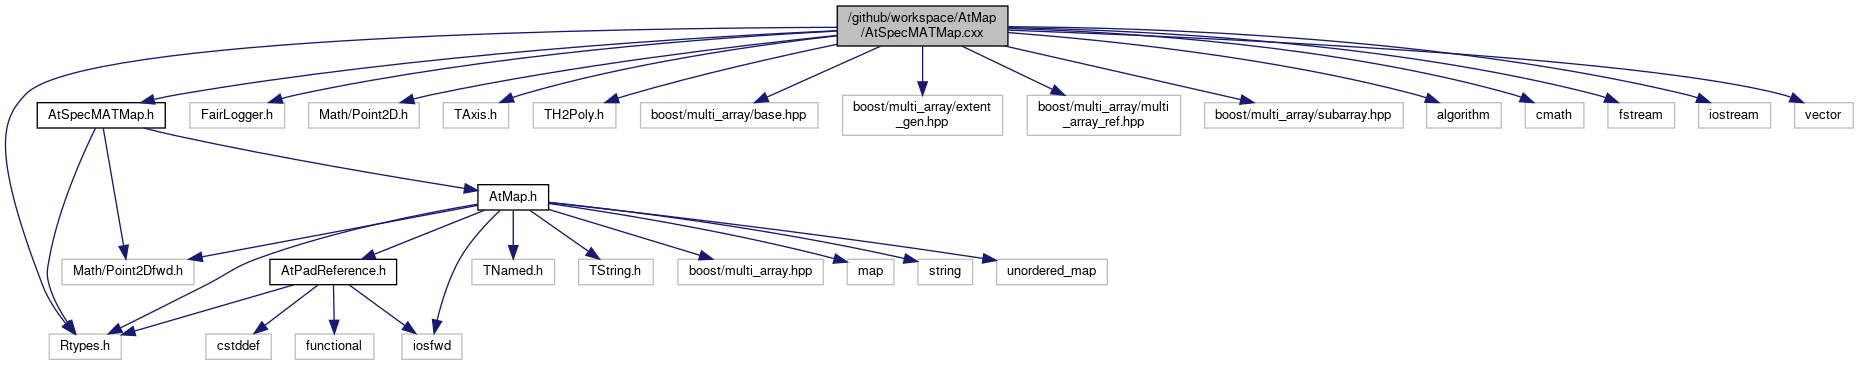 /github/workspace/AtMap
/AtSpecMATMap.cxx
AtSpecMATMap.h
FairLogger.h
Math/Point2D.h
TAxis.h
TH2Poly.h
boost/multi_array/base.hpp
boost/multi_array/extent
_gen.hpp
boost/multi_array/multi
_array_ref.hpp
boost/multi_array/subarray.hpp
algorithm
cmath
fstream
iostream
vector
AtMap.h
Math/Point2Dfwd.h
AtPadReference.h
TNamed.h
TString.h
boost/multi_array.hpp
map
string
unordered_map
Rtypes.h
cstddef
functional
iosfwd